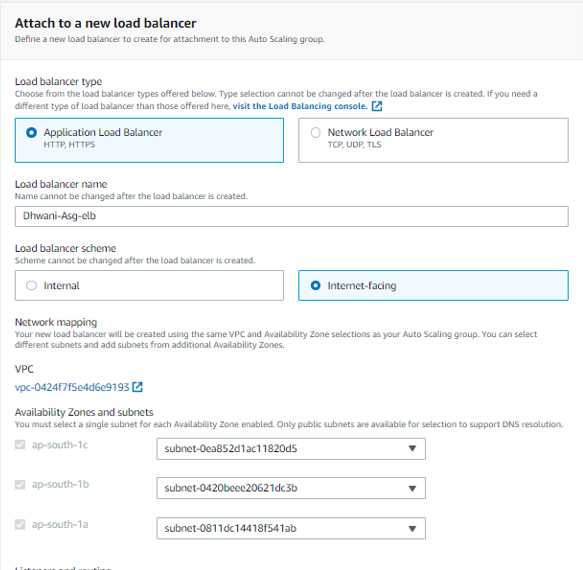 Attach to a new load balancer
Define a new load balancer to create for attachment to this Auto Scaling group.
Load balancer type
Choose from the load balancer types offered below. Type selection cannot be changed after the load balancer is created. If you need a
different type of load balancer than those offered here, visit the Load Balancing console.
Application Load Balancer
HTTP, HTTPS
Network Load Balancer
TCP, UDP, TLS
Load balancer name
Name cannot be changed after the load balancer is created.
Dhwani-Asg-elb
Load balancer scheme
Scheme cannot be changed after the load balancer is created.
Internal
Internet-facing
Network mapping
Your new load balancer will be created using the same VPC and Availability Zone selections as your Auto Scaling group. You can select
different subnets and add subnets from additional Availability Zones.
VPC
vpc-0424f7f5e4d6e9193
Availability Zones and subnets
You must select a single subnet for each Availability Zone enabled. Only public subnets are available for selection to support DNS resolution.
ap-south-1c
subnet-0ea852d1ac11820d5
ap-south-1b
subnet-0420beee20621dc3b
ap-south-1a
subnet-0811dc14418f541ab
Listeners and routing